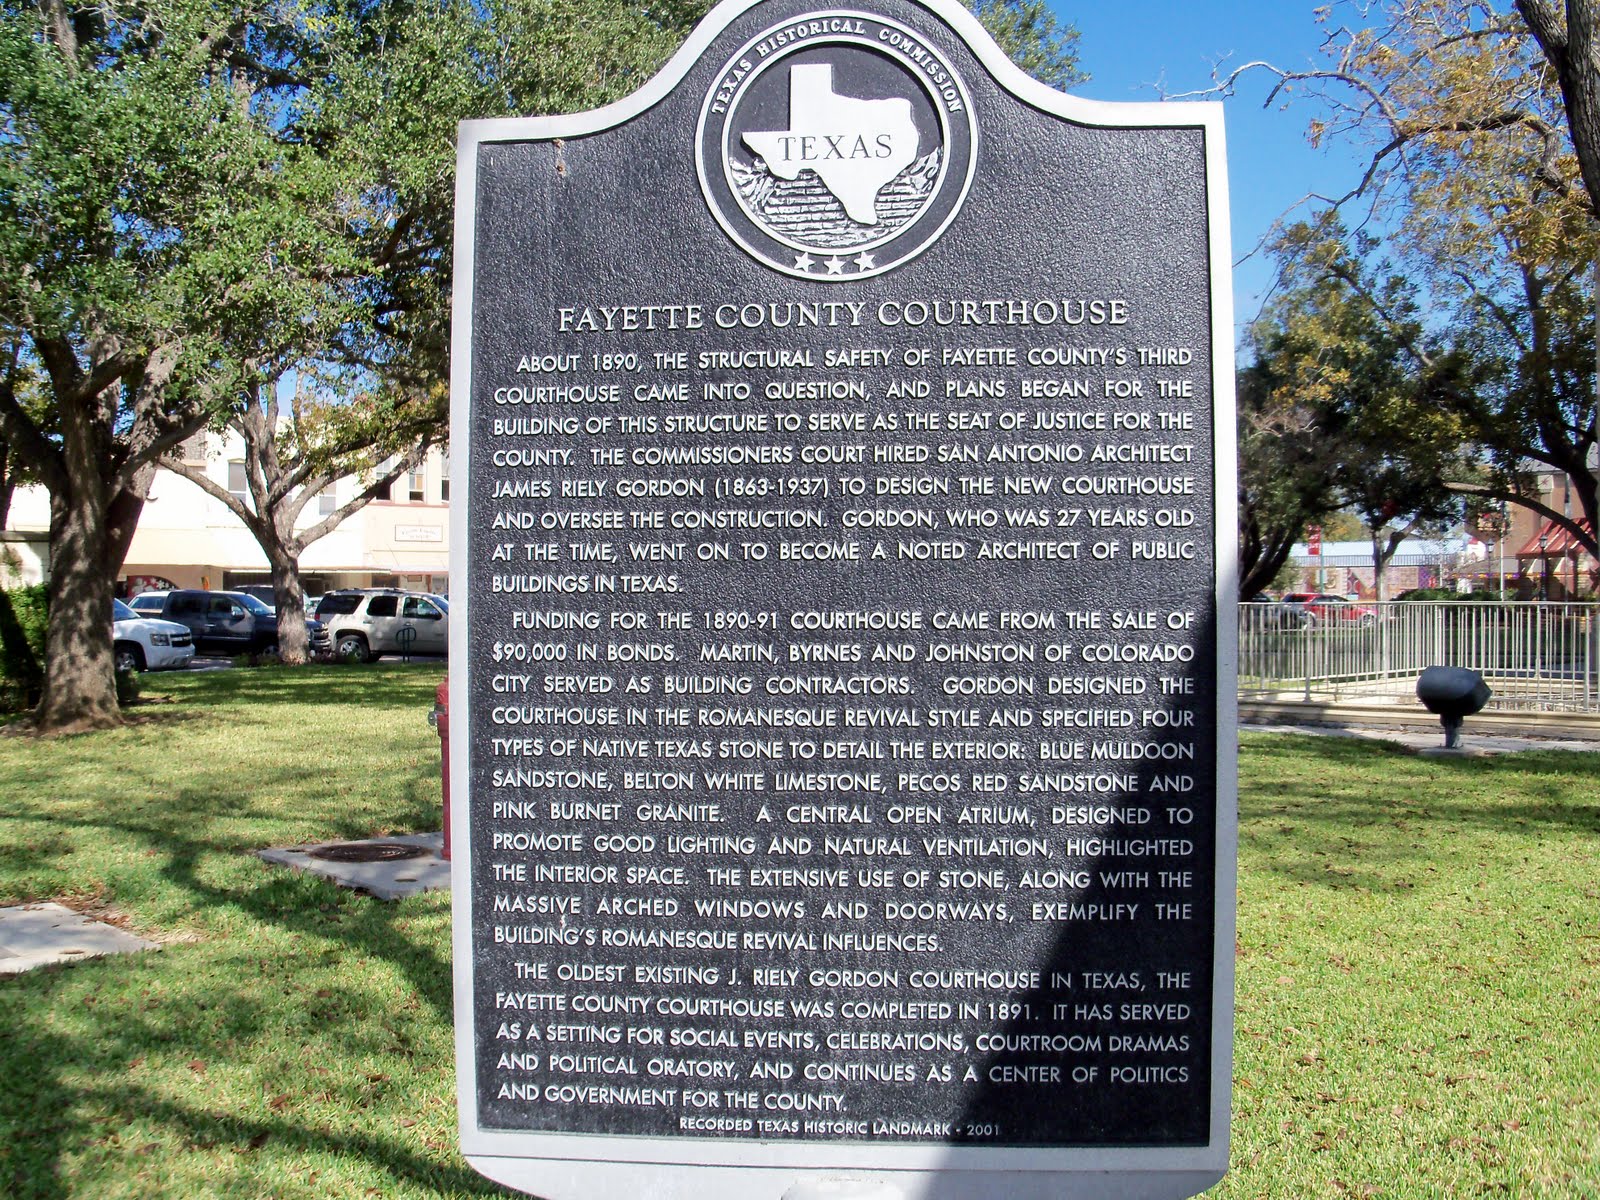 TEXAS HISTORICAL COMMISSION
TEXAS
FAYETTE COUNTY COURTHOUSE
ABOUT 1890, THE STRUCTURAL SAFETY OF FAYETTE COUNTY'S THIRD
COURTHOUSE CAME INTO QUESTION, AND PLANS BEGAN FOR THE
BUILDING OF THIS STRUCTURE TO SERVE AS THE SEAT OF JUSTICE FOR THE
COUNTY. THE COMMISSIONERS COURT HIRED SAN ANTONIO ARCHITECT
JAMES RIELY GORDON (1863-1937) TO DESIGN THE NEW COURTHOUSE
AND OVERSEE THE CONSTRUCTION. GORDON, WHO WAS 27 YEARS OLD
AT THE TIME, WENT ON TO BECOME A NOTED ARCHITECT OF PUBLIC
BUILDINGS IN TEXAS.
FUNDING FOR THE 1890-91 COURTHOUSE CAME FROM THE SALE OF
$90,000 IN BONDS. MARTIN, BYRNES AND JOHNSTON OF COLORADO
CITY SERVED AS BUILDING CONTRACTORS. GORDON DESIGNED THE
COURTHOUSE IN THE ROMANESQUE REVIVAL STYLE AND SPECIFIED FOUR
TYPES OF NATIVE TEXAS STONE TO DETAIL THE EXTERIOR: BLUE MULDOON
SANDSTONE, BELTON WHITE LIMESTONE, PECOS RED SANDSTONE AND
PINK BURNET GRANITE. A CENTRAL OPEN ATRIUM, DESIGNED TO
PROMOTE GOOD LIGHTING AND NATURAL VENTILATION, HIGHLIGHTED
THE INTERIOR SPACE. THE EXTENSIVE USE OF STONE, ALONG WITH THE
MASSIVE ARCHED WINDOWS AND DOORWAYS, EXEMPLIFY THE
BUILDING'S ROMANESQUE REVIVAL INFLUENCES.
THE OLDEST EXISTING J. RIELY GORDON COURTHOUSE IN TEXAS, THE
FAYETTE COUNTY COURTHOUSE WAS COMPLETED IN 1891. IT HAS SERVED
AS A SETTING FOR SOCIAL EVENTS, CELEBRATIONS, COURTROOM DRAMAS
AND POLITICAL ORATORY, AND CONTINUES AS A CENTER OF POLITICS
AND GOVERNMENT FOR THE COUNTY.
RECORDED TEXAS HISTORIC LANDMARK - 2001